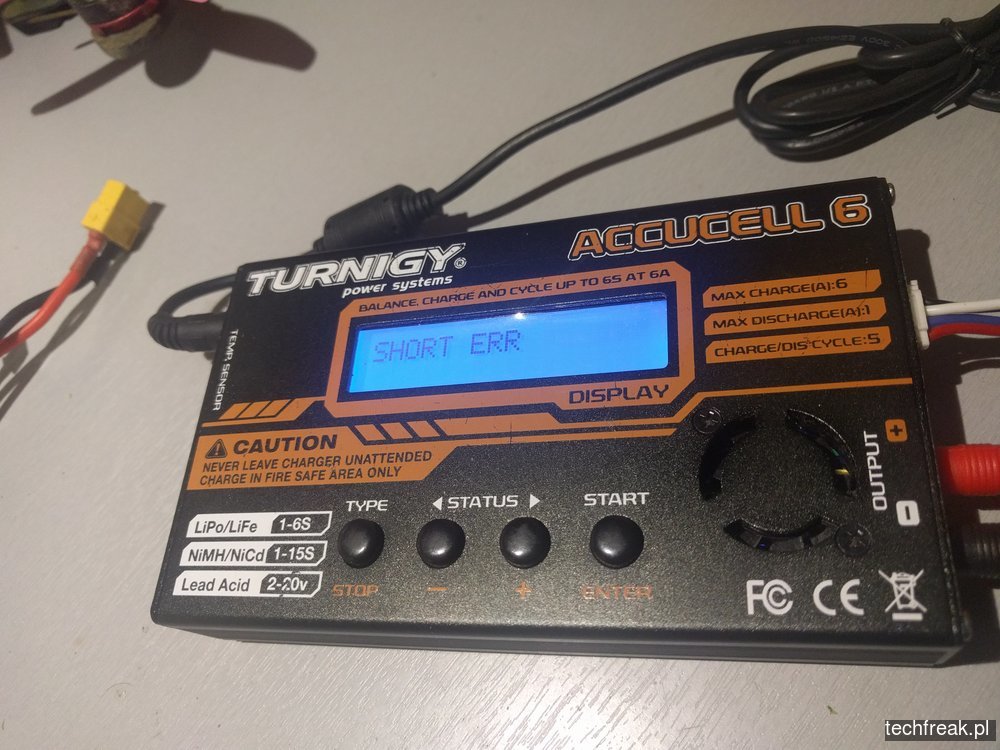 TURNIGY®
power systems
ACCUCELL 6
BALANCE, CHARGE AND CYCLE UP TO 6S AT 6A
SHORT ERR
DISPLAY
MAX CHARGE(A):6
MAX DISCHARGE(A):1
CHARGE/DIS CYCLE:5
TEMP. SENSOR
CAUTION
NEVER LEAVE CHARGER UNATTENDED
CHARGE IN FIRE SAFE AREA ONLY
LiPo/LiFe 1-6S
NiMH/NiCd 1-15S
Lead Acid 2-20v
TYPE
STATUS
START
STOP
-
+
ENTER
OUTPUT
+
-
FC CE
techfreak.pl